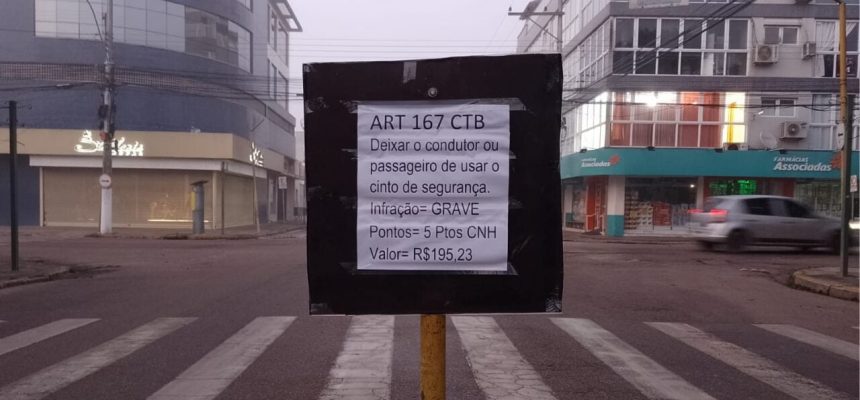 ART 167 CTB
Deixar o condutor ou
passageiro de usar o
cinto de segurança.
Infração= GRAVE
Pontos= 5 Ptos CNH
Valor= R$195,23
FARMÁCIAS
Associadas